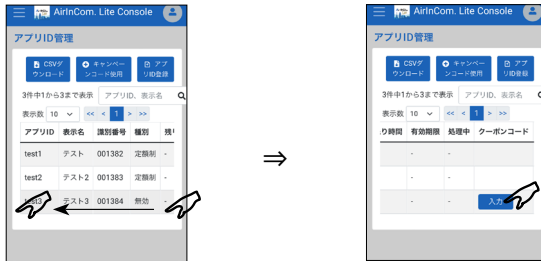 AirInCom. Lite Console
アプリID管理
CSVダ
ウンロード
キャンペー
ンコード使用
アプ
リID登録
3件中1から3まで表示 アプリID、表示名
表示数 10 << < 1 > >>
アプリID 表示名 識別番号 種別 残り
test1 テスト 001382 定額制 -
test2 テスト2 001383 定額制 -
test3 テスト3 001384 無効 -
⇒
AirInCom. Lite Console
アプリID管理
CSVダ
ウンロード
キャンペー
ンコード使用
アプ
リID登録
3件中1から3まで表示 アプリID、表示名
表示数 10 << < 1 > >>
り時間 有効期限 処理中 クーポンコード
- -
- -
- - 入力